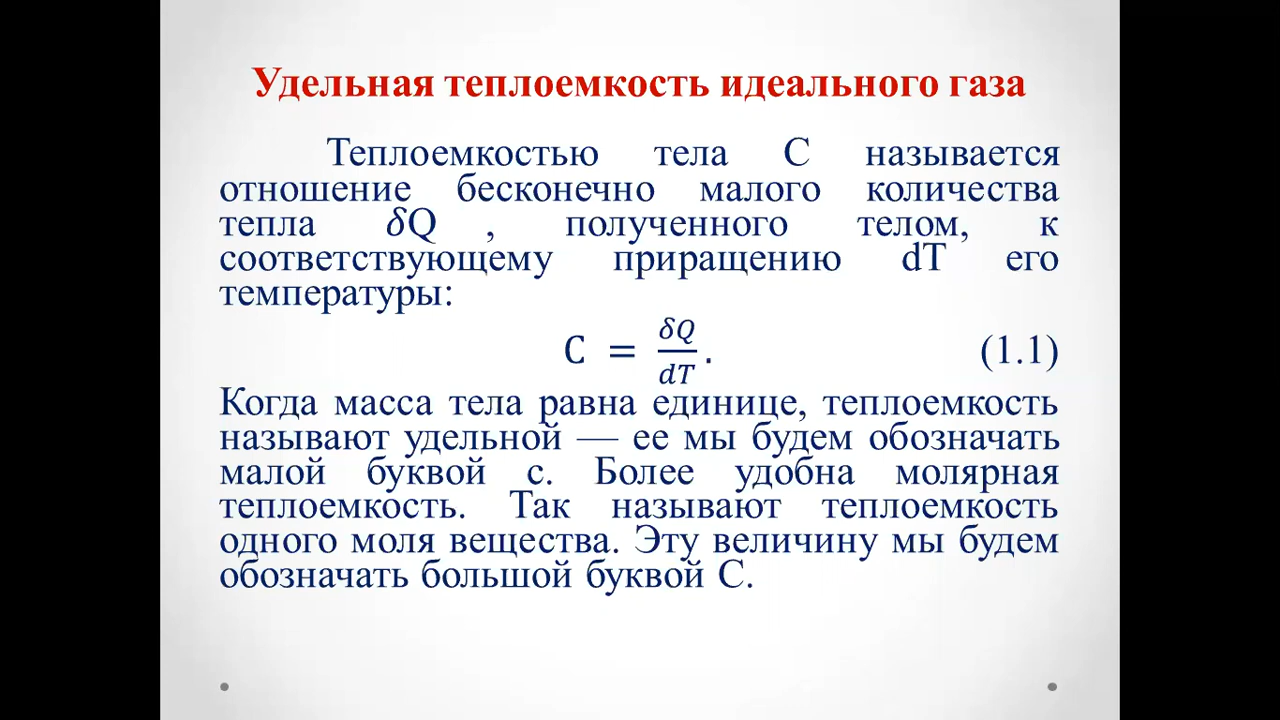 Удельная теплоемкость идеального газа
Теплоемкостью тела С называется
отношение бесконечно малого количества
тепла 𝛿Q , полученного телом, к
соответствующему приращению dT его
температуры:
C = 𝛿𝑄/𝑑𝑇 . (1.1)
Когда масса тела равна единице, теплоемкость
называют удельной — ее мы будем обозначать
малой буквой с. Более удобна молярная
теплоемкость. Так называют теплоемкость
одного моля вещества. Эту величину мы будем
обозначать большой буквой С.